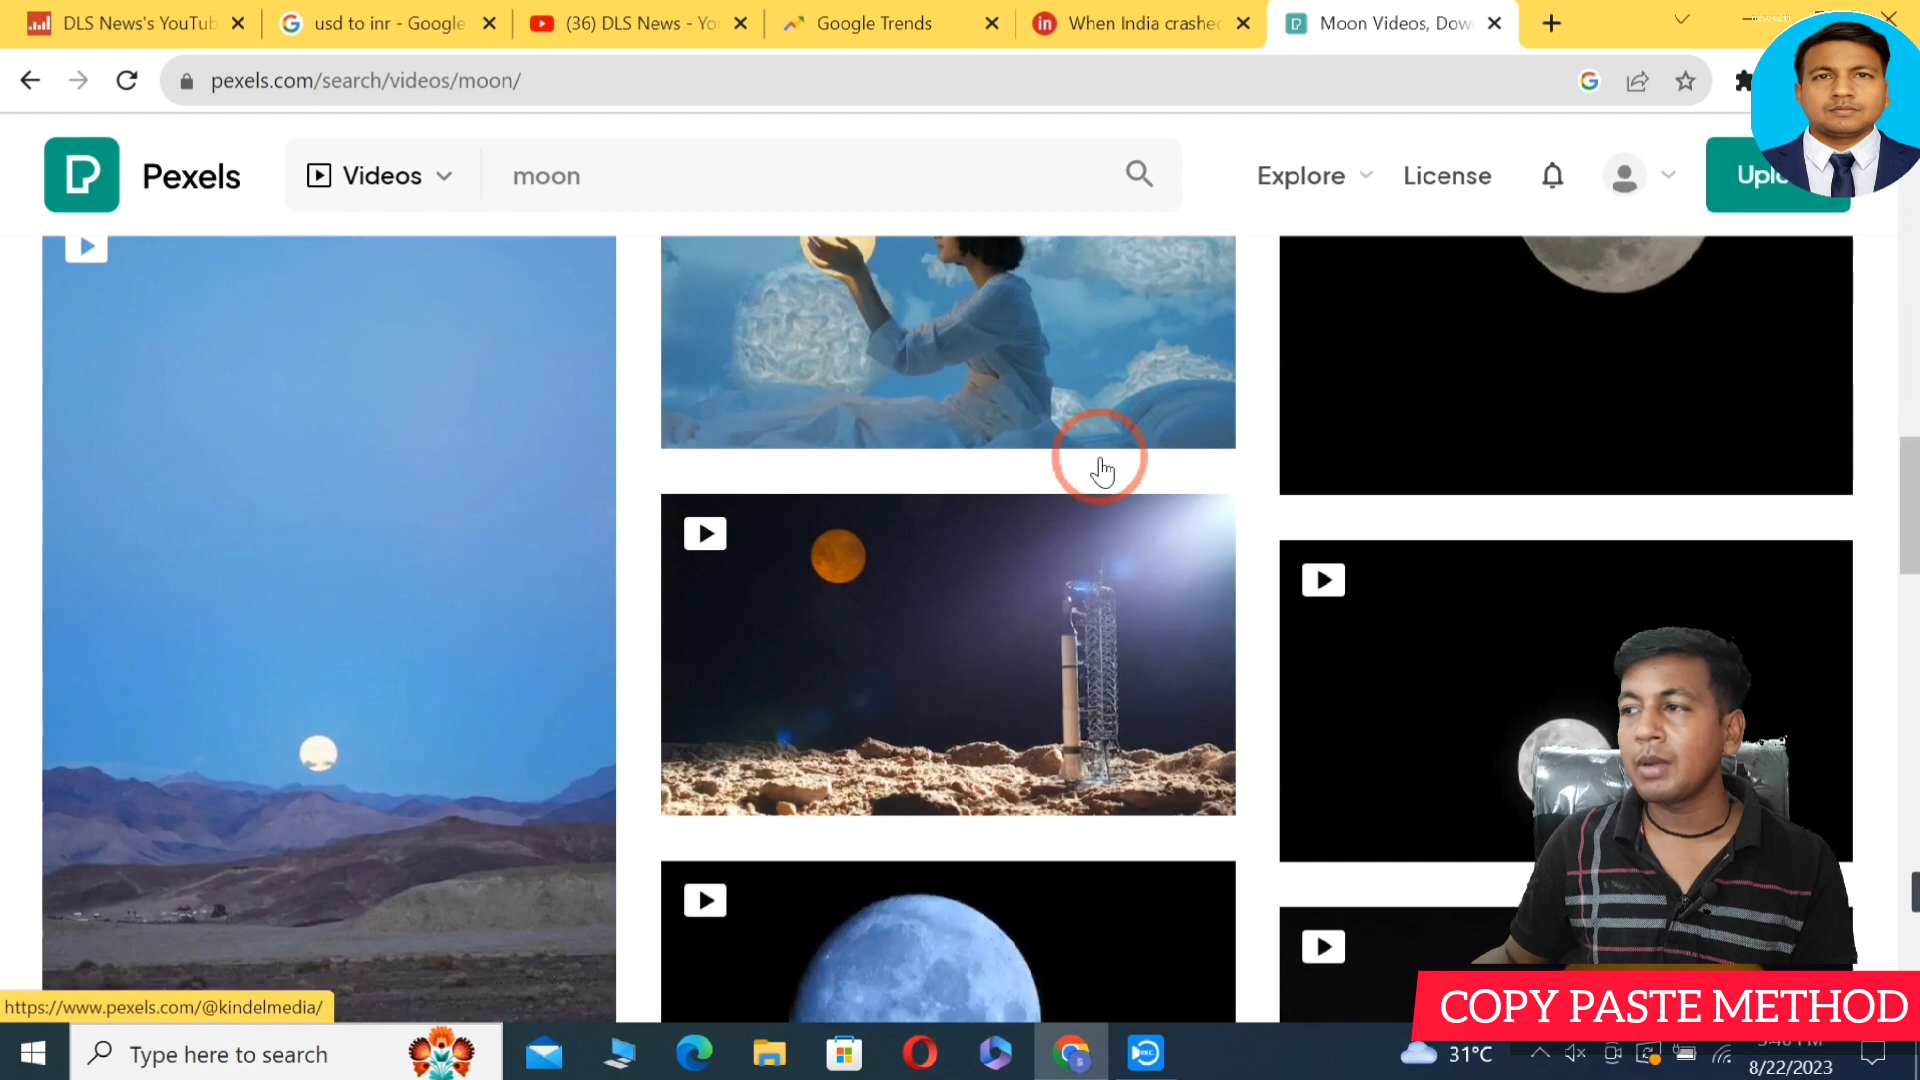 DLS News's YouTub
usd to inr - Google
(36) DLS News - Yo
Google Trends
When India crashed
Moon Videos, Dow
pexels.com/search/videos/moon/
Pexels
Videos
moon
Explore
License
https://www.pexels.com/@kindelmedia/
COPY PASTE METHOD
Type here to search
31°C
8/22/2023